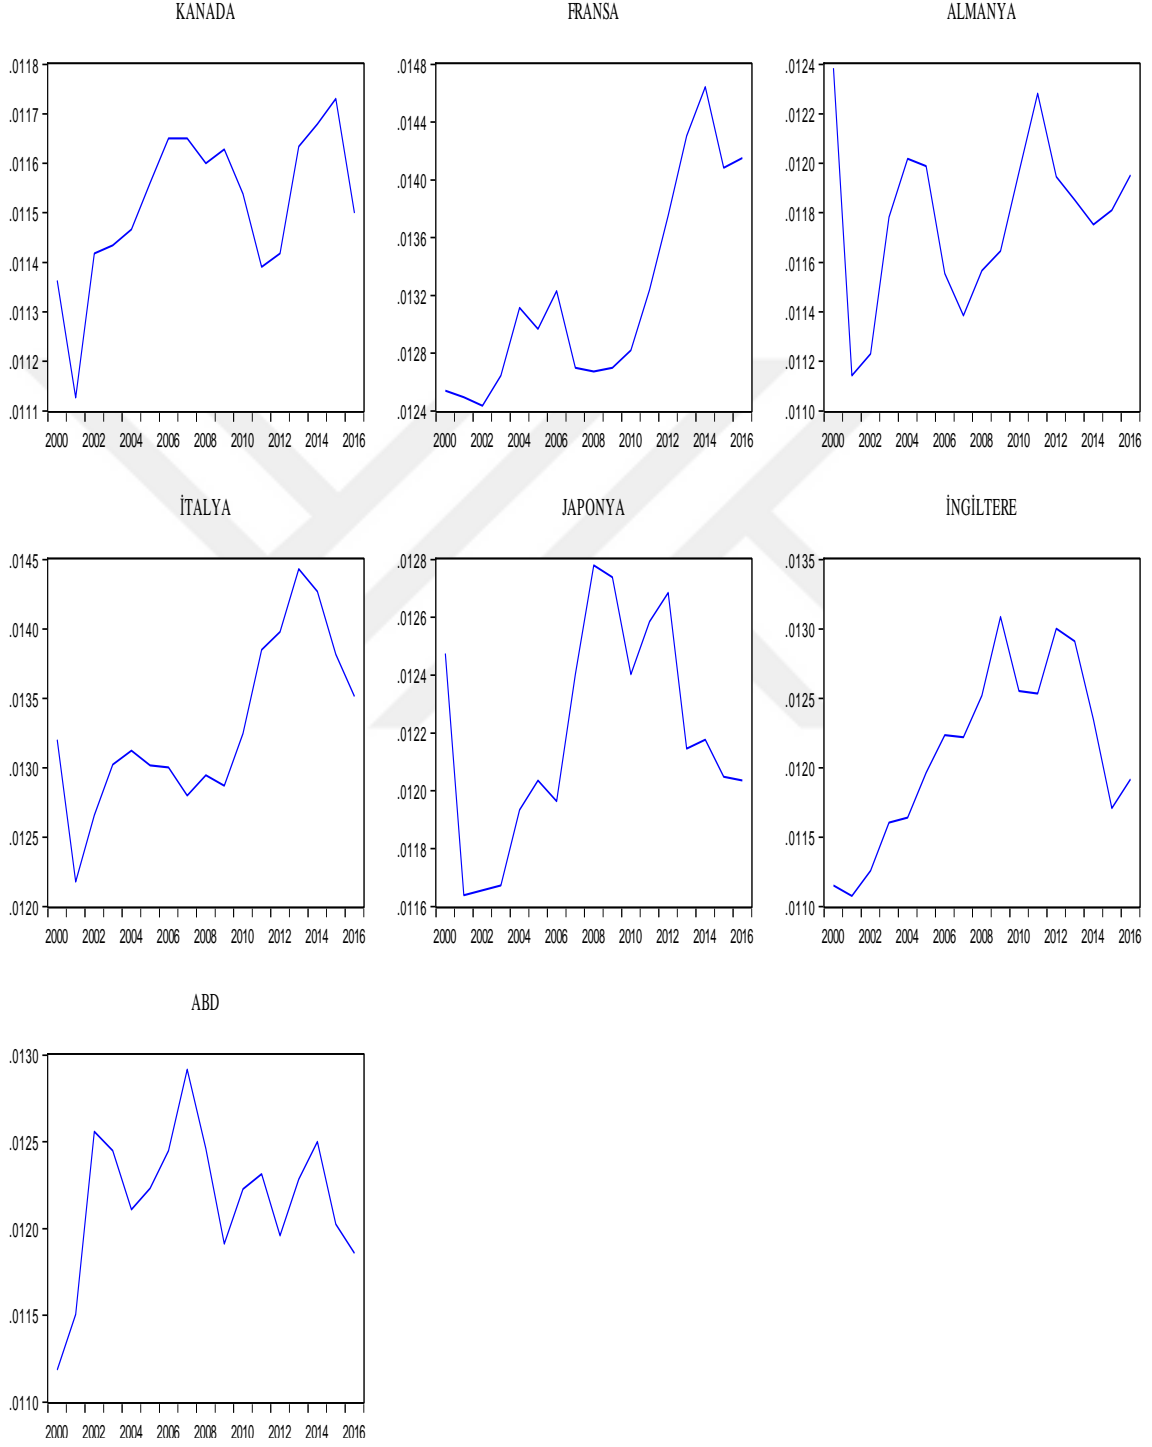 KANADA FRANSA ALMANYA
.0118 .0148 .0124
.0117 .0144 .0122
.0116 .0140 .0120
.0115 .0136 .0118
.0114 .0132 .0116
.0113 .0128 .0114
.0112 .0124 .0112
.0111 .0110
2000 2002 2004 2006 2008 2010 2012 2014 2016 2000 2002 2004 2006 2008 2010 2012 2014 2016 2000 2002 2004 2006 2008 2010 2012 2014 2016
İTALYA JAPONYA İNGİLTERE
.0145 .0128 .0135
.0140 .0126 .0130
.0135 .0124 .0125
.0130 .0122 .0120
.0125 .0120 .0115
.0120 .0118 .0110
.0116
2000 2002 2004 2006 2008 2010 2012 2014 2016 2000 2002 2004 2006 2008 2010 2012 2014 2016 2000 2002 2004 2006 2008 2010 2012 2014 2016
ABD
.0130
.0125
.0120
.0115
.0110
2000 2002 2004 2006 2008 2010 2012 2014 2016